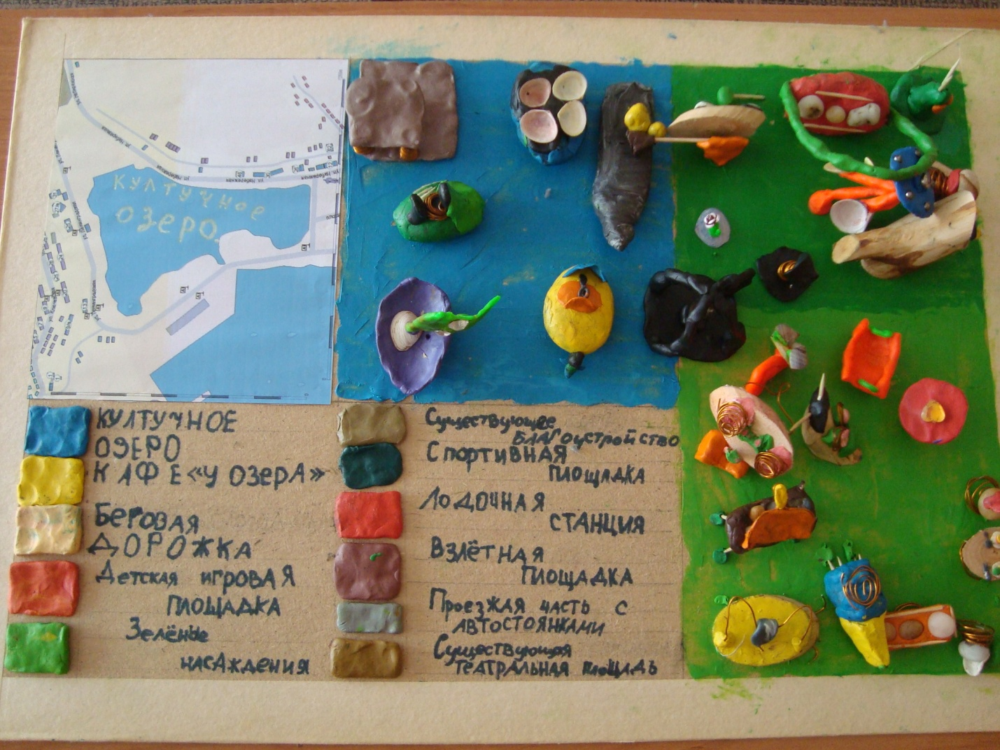 КУЛТУЧНОЕ
ОЗЕРО
КУЛТУЧНОЕ
ОЗЕРО
КАФЕ «У ОЗЕРА»
БЕГОВАЯ
ДОРОЖКА
Детская игровая
площадка
Зелёные
насаждения
Существующее
благоустройство
Спортивная
площадка
Лодочная
станция
Взлётная
площадка
Проезжая часть с
автостоянками
Существующая
театральная площадь